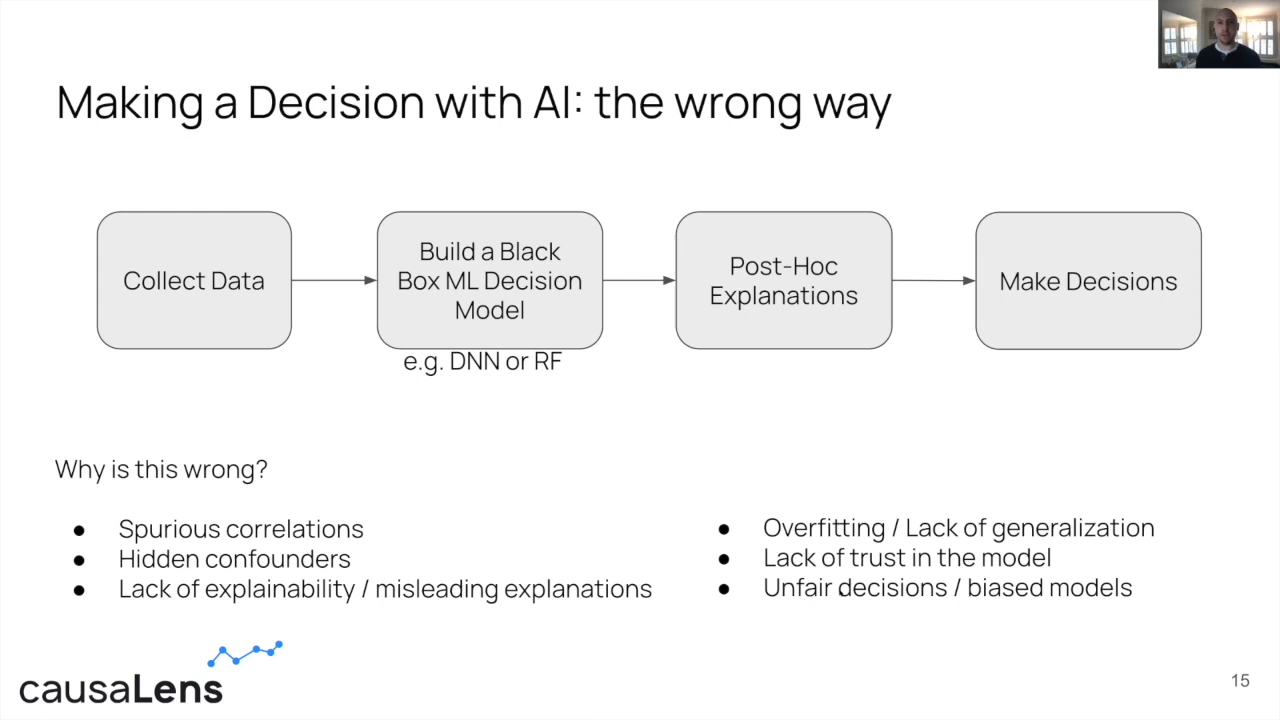 Making a Decision with AI: the wrong way
Collect Data
Build a Black
Box ML Decision
Model
e.g. DNN or RF
Post-Hoc
Explanations
Make Decisions
Why is this wrong?
● Spurious correlations
● Hidden confounders
● Lack of explainability / misleading explanations
● Overfitting / Lack of generalization
● Lack of trust in the model
● Unfair decisions / biased models
causaLens
15